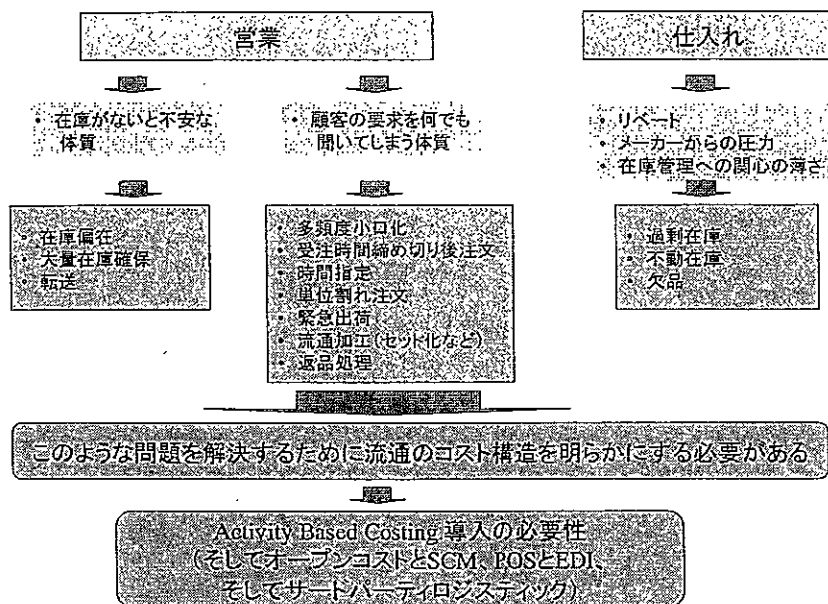 営業
・在庫がないと不安な
体質
・顧客の要求を何でも
聞いてしまう体質
・在庫偏在
・大量在庫確保
・転送
・多頻度小口化
・受注時間締め切り後注文
・時間指定
・単位割れ注文
・緊急出荷
・流通加工(セット化など)
・返品処理
仕入れ
・リベート
・メーカーからの圧力
・在庫管理への関心の薄さ
・過剰在庫
・不動在庫
・欠品
このような問題を解決するために流通のコスト構造を明らかにする必要がある
Activity Based Costing 導入の必要性
(そしてオープンコストとSCM、POSとEDI、
そしてサードパーティロジスティック)